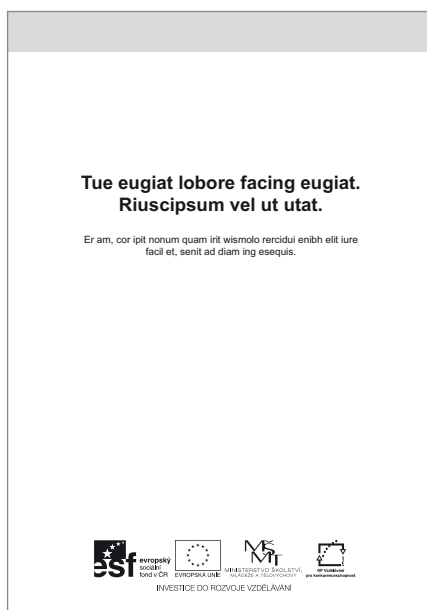 Tue eugiat lobore facing eugiat.
Riuscipsum vel ut utat.
Er am, cor ipit nonum quam irit wismolo rercidui enibh elit iure
facil et, senit ad diam ing esequis.
esf evropský
sociální
fond v ČR
EVROPSKÁ UNIE
MŠMT
MINISTERSTVO ŠKOLSTVÍ,
MLÁDEŽE A TĚLOVÝCHOVY
OP Vzdělávání
pro konkurenceschopnost
INVESTICE DO ROZVOJE VZDĚLÁVÁNÍ